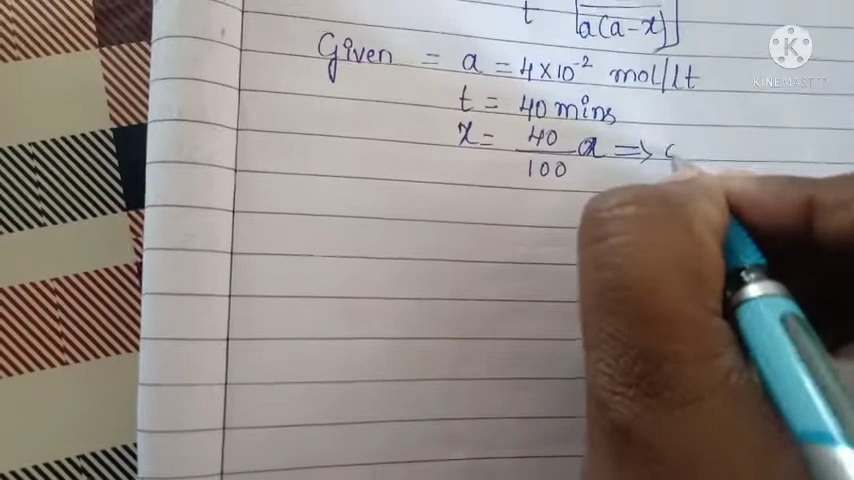 t [a(a-x)]
Given = a = 4×10⁻² mol/lt
t = 40 mins
x = 40/100 a ⇒
KINEMASTER